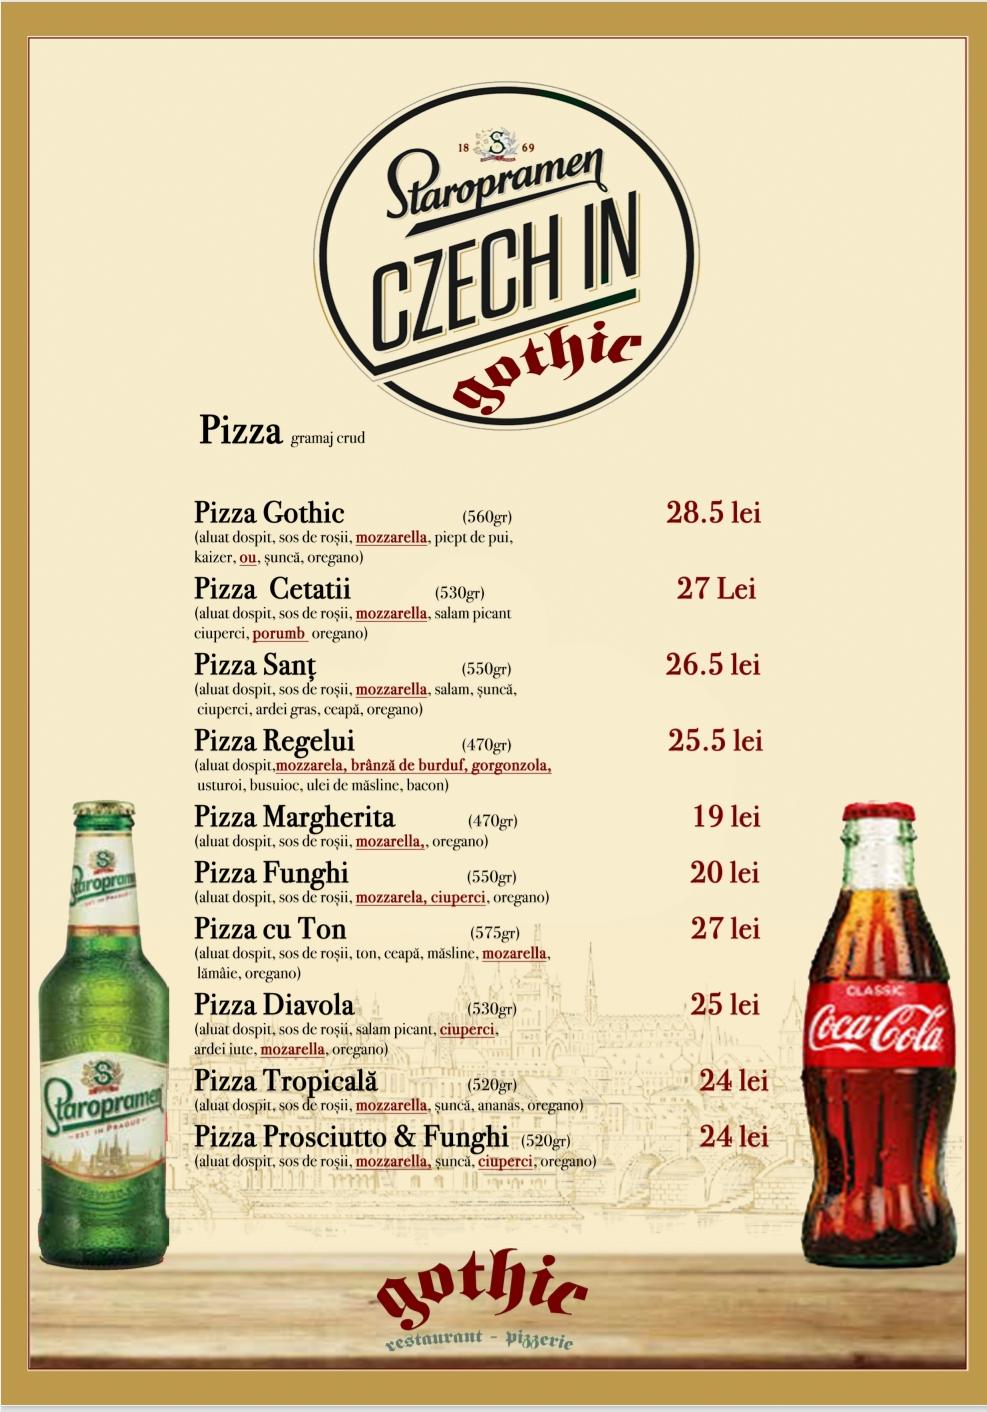 18 S 69
Staropramen
CZECH IN
gothic
Pizza gramaj crud
Pizza Gothic (560gr) 28.5 lei
(aluat dospit, sos de roșii, mozzarella, piept de pui,
kaizer, ou, șuncă, oregano)
Pizza Cetatii (530gr) 27 Lei
(aluat dospit, sos de roșii, mozzarella, salam picant
ciuperci, porumb oregano)
Pizza Sanț (550gr) 26.5 lei
(aluat dospit, sos de roșii, mozzarella, salam, șuncă,
ciuperci, ardei gras, ceapă, oregano)
Pizza Regelui (470gr) 25.5 lei
(aluat dospit,mozzarela, brânză de burduf, gorgonzola,
usturoi, busuioc, ulei de măsline, bacon)
Pizza Margherita (470gr) 19 lei
(aluat dospit, sos de roșii, mozarella,, oregano)
Pizza Funghi (550gr) 20 lei
(aluat dospit, sos de roșii, mozzarela, ciuperci, oregano)
Pizza cu Ton (575gr) 27 lei
(aluat dospit, sos de roșii, ton, ceapă, măsline, mozarella,
lămâie, oregano)
Pizza Diavola (530gr) 25 lei
(aluat dospit, sos de roșii, salam picant, ciuperci,
ardei iute, mozarella, oregano)
Pizza Tropicală (520gr) 24 lei
(aluat dospit, sos de roșii, mozzarella, șuncă, ananas, oregano)
Pizza Prosciutto & Funghi (520gr) 24 lei
(aluat dospit, sos de roșii, mozzarella, șuncă, ciuperci, oregano)
S
Staropramen
EST. IN PRAGUE
S
Staropramen
EST. IN PRAGUE
CLASSIC
Coca-Cola
gothic
restaurant - pizzerie